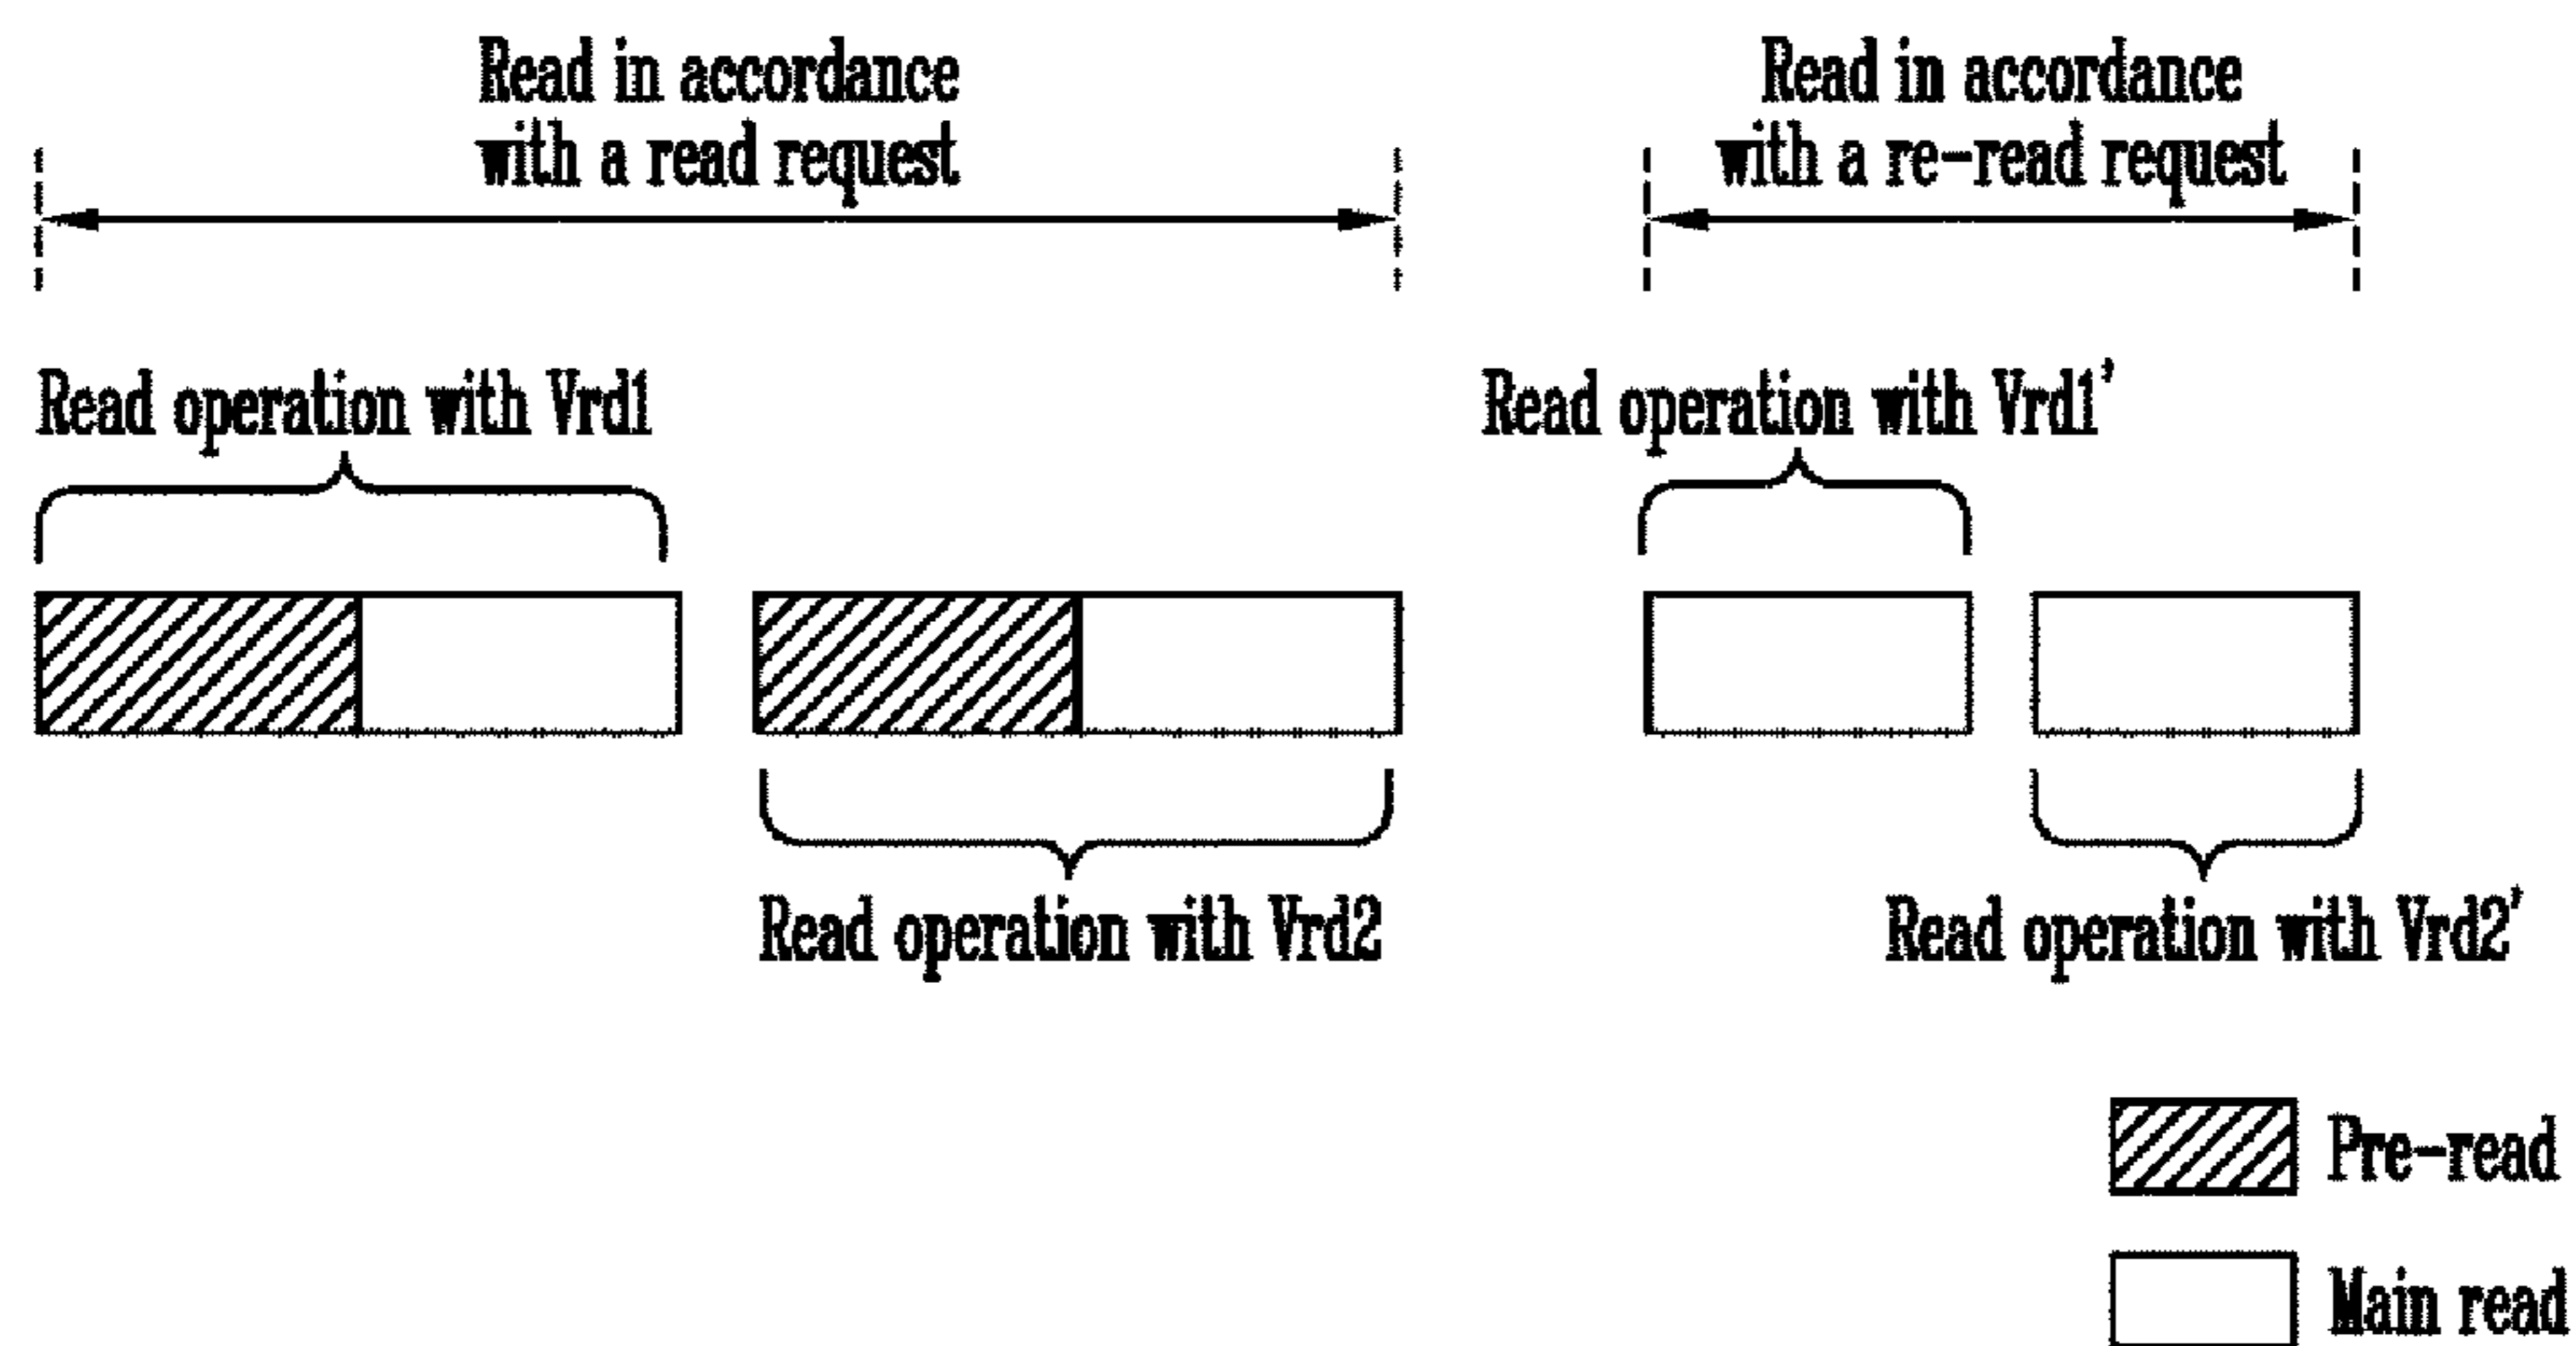 Read in accordance
with a read request
Read in accordance
with a re-read request
Read operation with Vrd1
Read operation with Vrd1'
Read operation with Vrd2
Read operation with Vrd2'
Pre-read
Main read